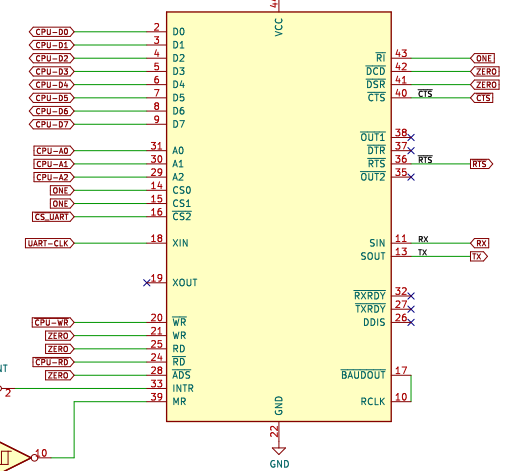 44
VCC
CPU-D0 2 D0
CPU-D1 3 D1
CPU-D2 4 D2
CPU-D3 5 D3
CPU-D4 6 D4
CPU-D5 7 D5
CPU-D6 8 D6
CPU-D7 9 D7
CPU-A0 31 A0
CPU-A1 30 A1
CPU-A2 29 A2
ONE 14 CS0
ONE 15 CS1
CS_UART 16 CS2
UART-CLK 18 XIN
19 XOUT
CPU-WR 20 WR
ZERO 21 WR
ZERO 25 RD
CPU-RD 24 RD
ZERO 28 ADS
2 33 INTR
10 39 MR
RI 43 ONE
DCD 42 ZERO
DSR 41 ZERO
CTS 40 CTS CTS
OUT1 38
DTR 37
RTS 36 RTS RTS
OUT2 35
SIN 11 RX RX
SOUT 13 TX TX
RXRDY 32
TXRDY 27
DDIS 26
BAUDOUT 17
RCLK 10
GND
22
GND